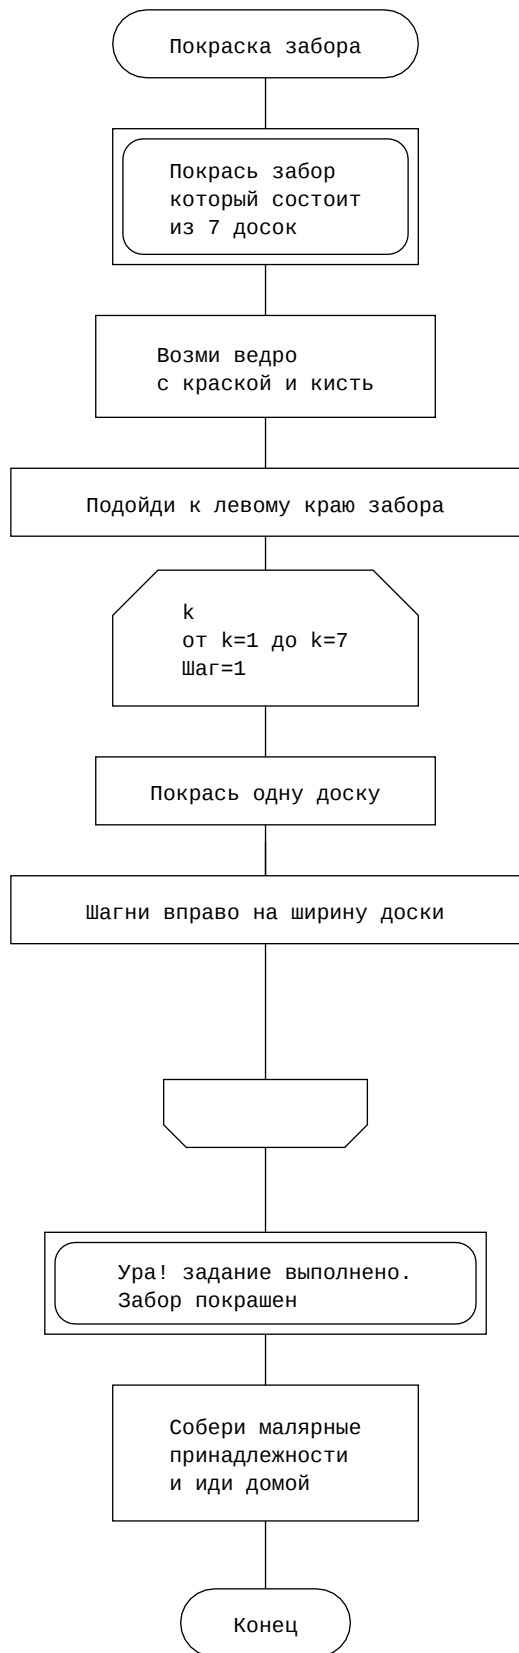 Покраска забора
Покрась забор
который состоит
из 7 досок
Возми ведро
с краской и кисть
Подойди к левому краю забора
k
от k=1 до k=7
Шаг=1
Покрась одну доску
Шагни вправо на ширину доски
Ура! задание выполнено.
Забор покрашен
Собери малярные
принадлежности
и иди домой
Конец